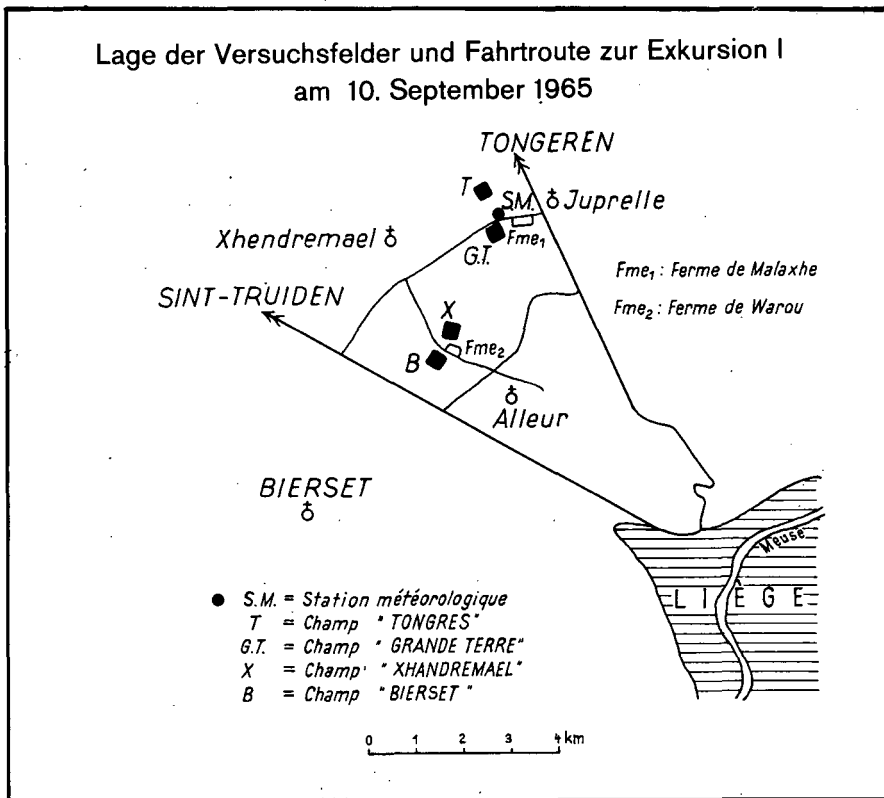 Lage der Versuchsfelder und Fahrtroute zur Exkursion I
am 10. September 1965
TONGEREN
T
S.M.
Juprelle
Xhendremael
G.T.
Fme1
Fme1 : Ferme de Malaxhe
SINT-TRUIDEN
X
Fme2 : Ferme de Warou
Fme2
B
Alleur
BIERSET
Meuse
LIÈGE
S.M. = Station météorologique
T = Champ "TONGRES"
G.T. = Champ "GRANDE TERRE"
X = Champ "XHANDREMAEL"
B = Champ "BIERSET"
0 1 2 3 4 km